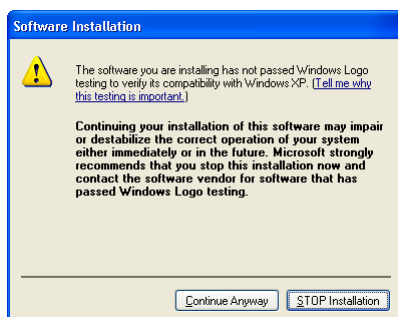 Software Installation
The software you are installing has not passed Windows Logo
testing to verify its compatibility with Windows XP. (Tell me why
this testing is important.)
Continuing your installation of this software may impair
or destabilize the correct operation of your system
either immediately or in the future. Microsoft strongly
recommends that you stop this installation now and
contact the software vendor for software that has
passed Windows Logo testing.
Continue Anyway STOP Installation